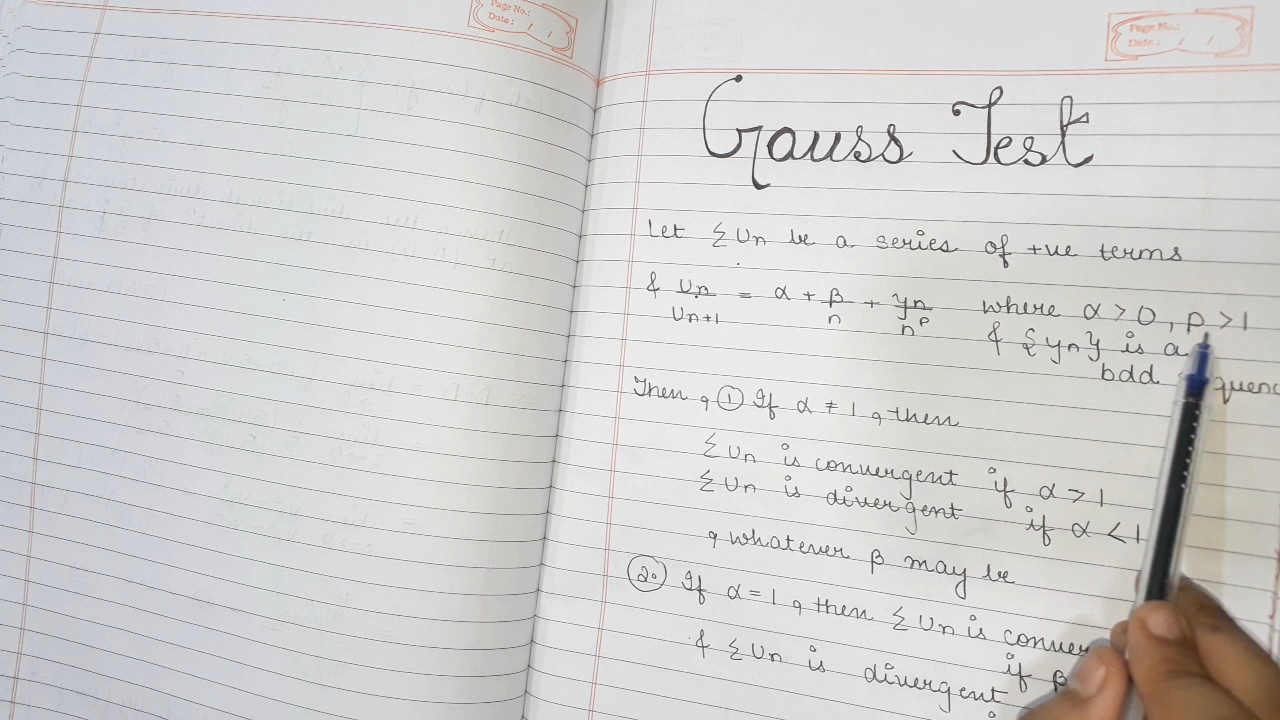 Page No.:
Date: / /
Page No.:
Date: / /
Gauss Test
Let Σun be a series of +ve terms
& un/un+1 = α + β/n + yn/n^p where α > 0, p > 1
& {yn} is a
bdd
Then, ① If α ≠ 1, then
Σun is convergent if α > 1
Σun is divergent if α < 1
, whatever β may be
②. If α = 1, then Σun is conver
if β
& Σun is divergent